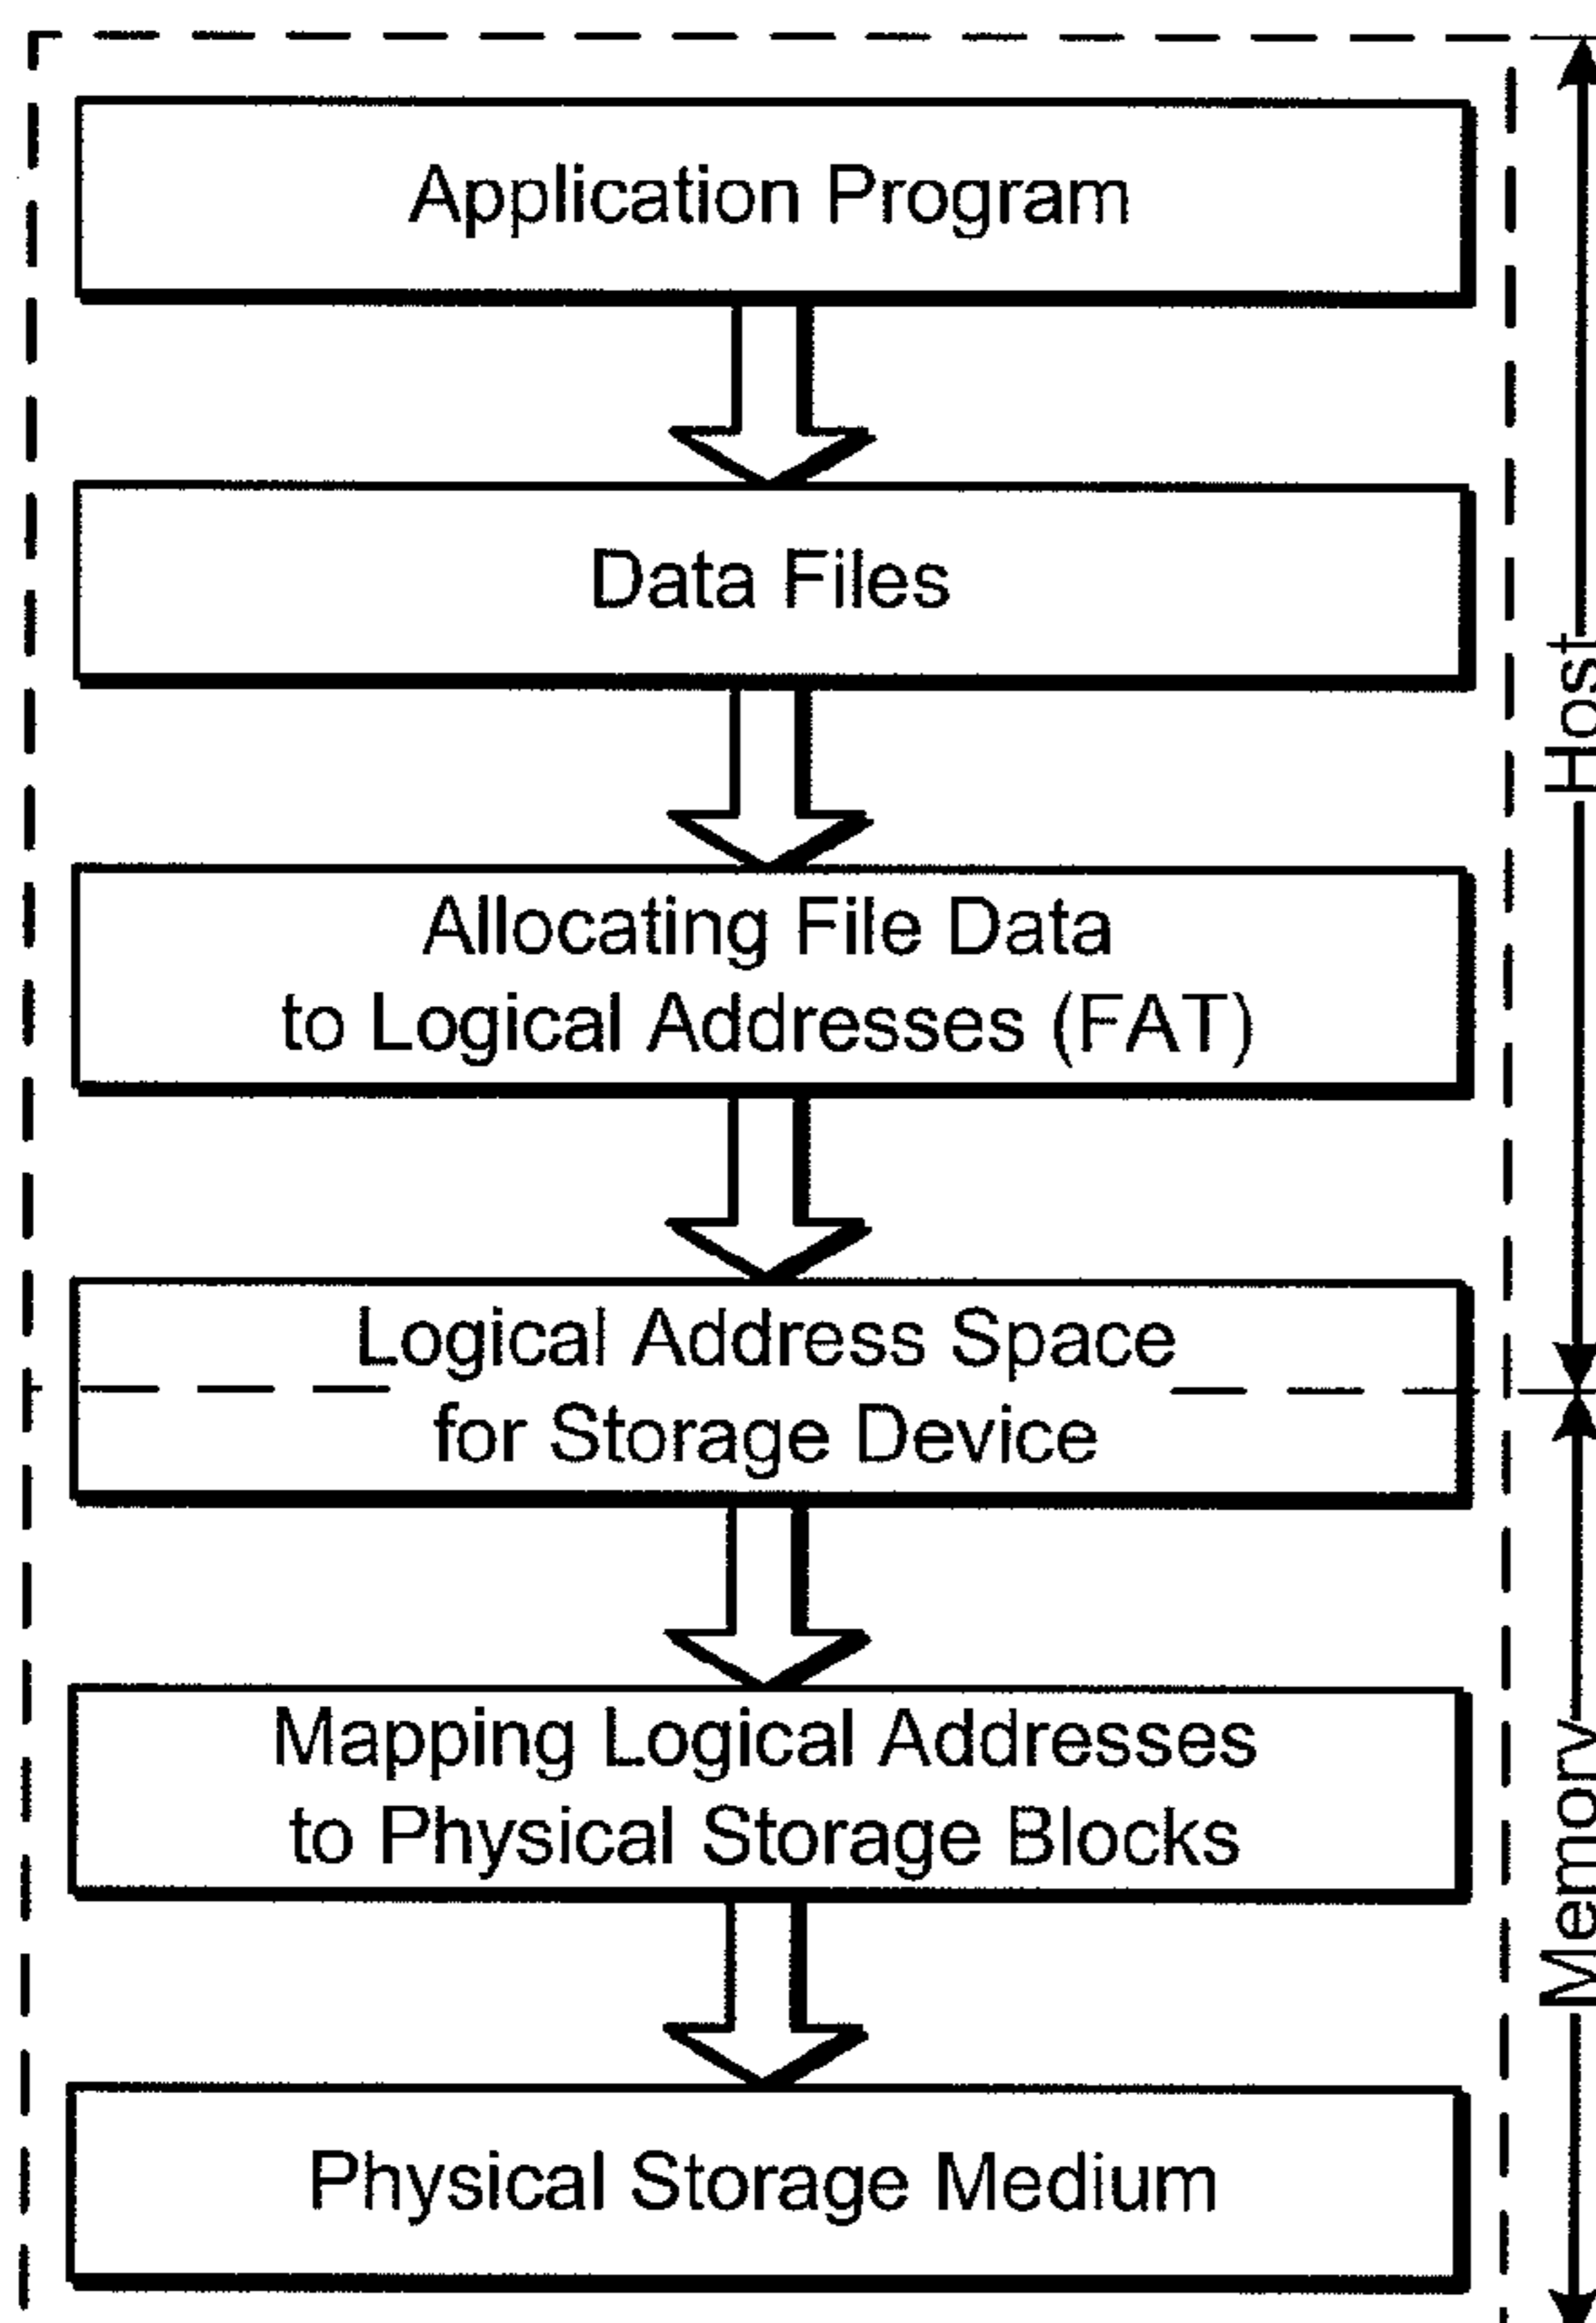 Application Program
Data Files
Allocating File Data
to Logical Addresses (FAT)
Logical Address Space
for Storage Device
Mapping Logical Addresses
to Physical Storage Blocks
Physical Storage Medium
Host
Memory